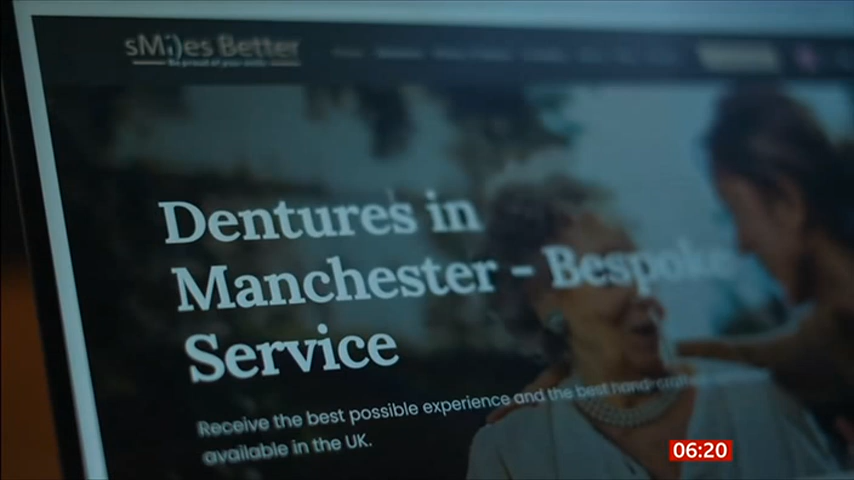 sMiles Better
Be proud of your smile
Dentures in
Manchester - Bespoke
Service
Receive the best possible experience and the best hand-crafted
available in the UK.
06:20